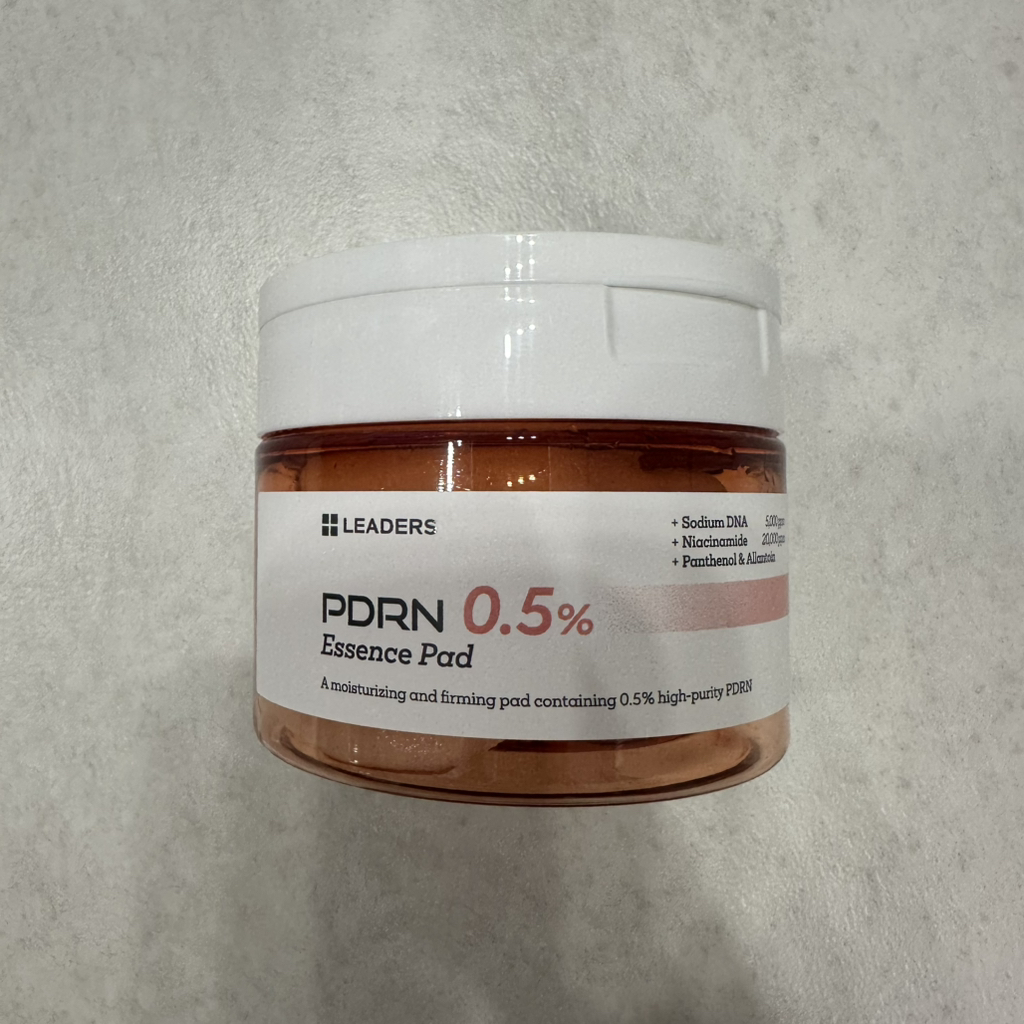 LEADERS
+ Sodium DNA 5,000ppm
+ Niacinamide 20,000ppm
+ Panthenol & Allantoin
PDRN 0.5%
Essence Pad
A moisturizing and firming pad containing 0.5% high-purity PDRN